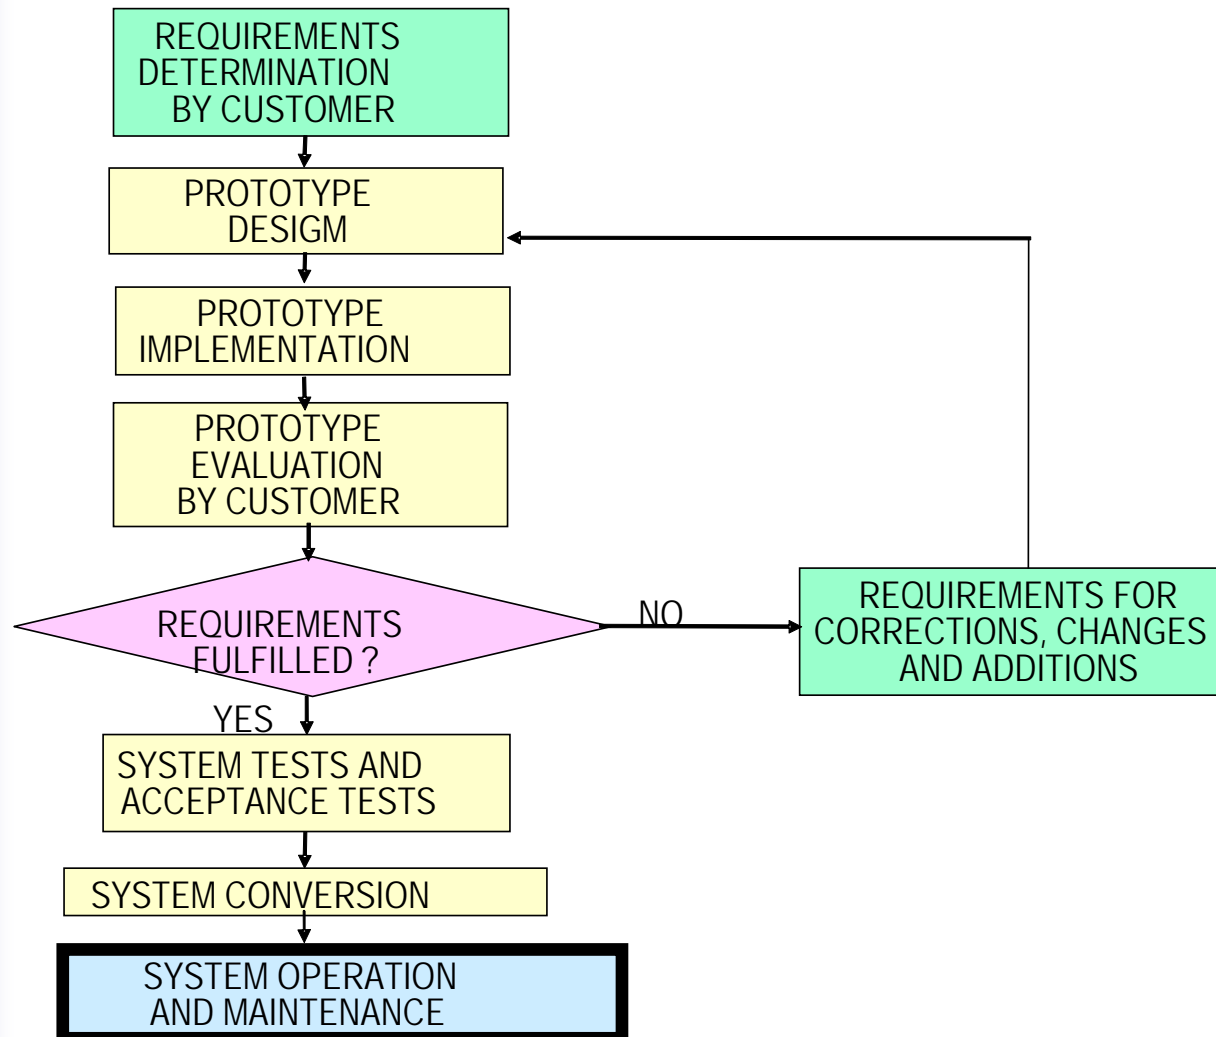 REQUIREMENTS
DETERMINATION
BY CUSTOMER
PROTOTYPE
DESIGM
PROTOTYPE
IMPLEMENTATION
PROTOTYPE
EVALUATION
BY CUSTOMER
REQUIREMENTS
FULFILLED ?
NO
REQUIREMENTS FOR
CORRECTIONS, CHANGES
AND ADDITIONS
YES
SYSTEM TESTS AND
ACCEPTANCE TESTS
SYSTEM CONVERSION
SYSTEM OPERATION
AND MAINTENANCE